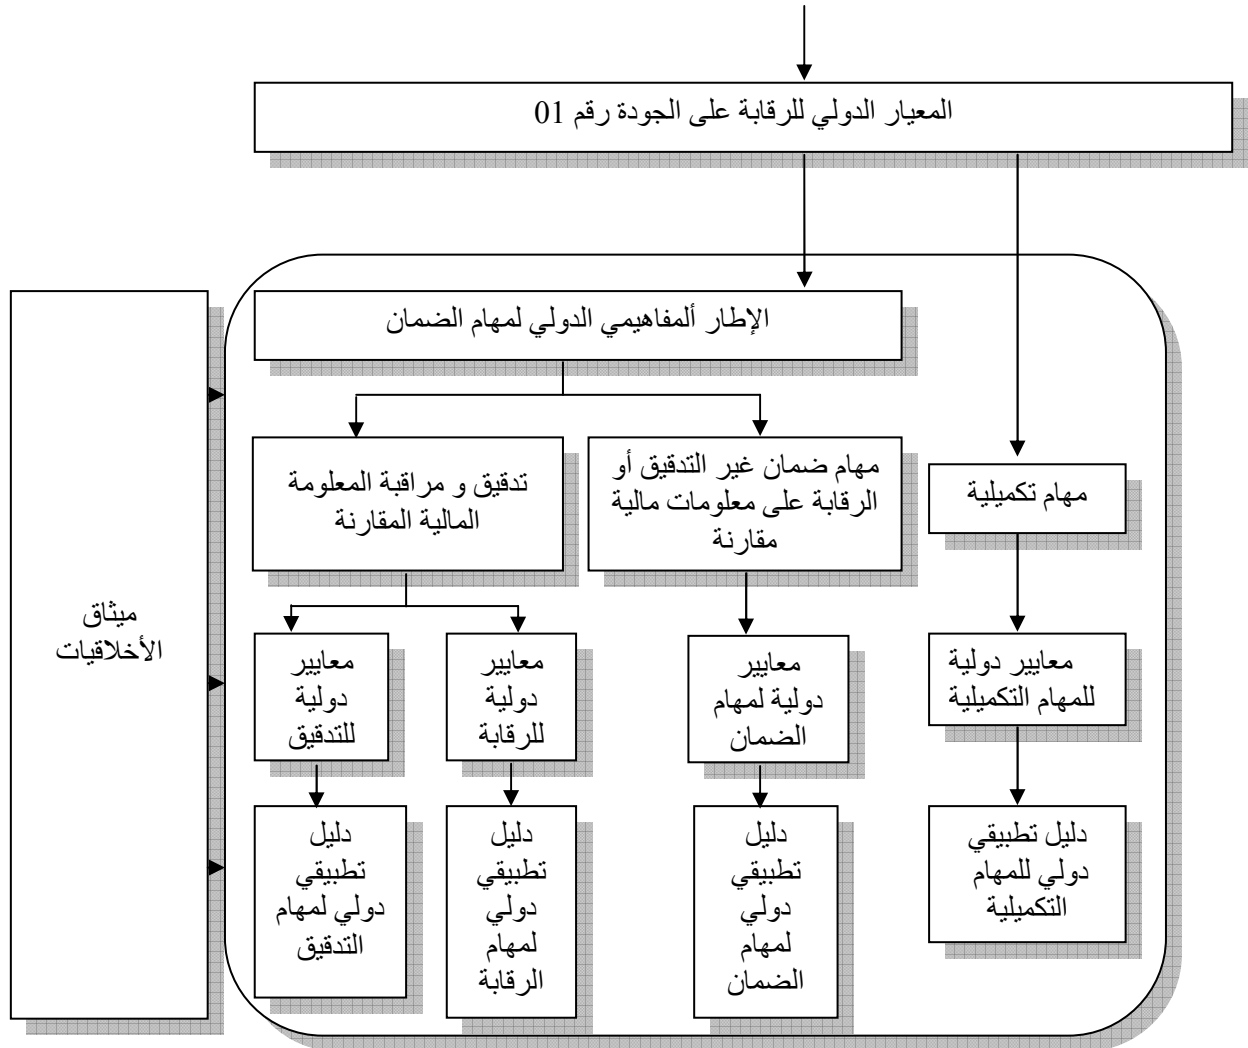 المعيار الدولي للرقابة على الجودة رقم 01
الإطار ألمفاهيمي الدولي لمهام الضمان
مهام تكميلية
مهام ضمان غير التدقيق أو
الرقابة على معلومات مالية
مقارنة
تدقيق و مراقبة المعلومة
المالية المقارنة
ميثاق
الأخلاقيات
معايير دولية
للمهام التكميلية
معايير
دولية لمهام
الضمان
معايير
دولية
للرقابة
معايير
دولية
للتدقيق
دليل تطبيقي
دولي للمهام
التكميلية
دليل
تطبيقي
دولي
لمهام
الضمان
دليل
تطبيقي
دولي
لمهام
الرقابة
دليل
تطبيقي
دولي لمهام
التدقيق